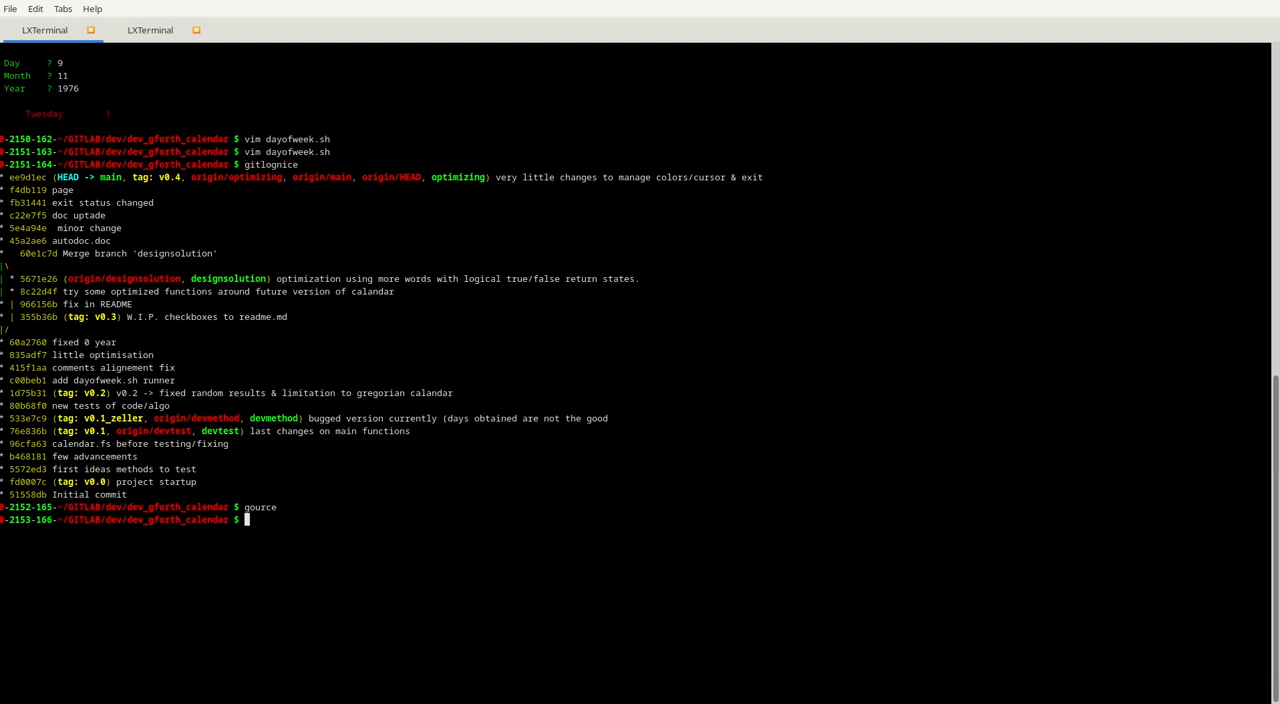 File Edit Tabs Help
LXTerminal LXTerminal
Day ? 9
Month ? 11
Year ? 1976
Tuesday !
0-2150-162-~/GITLAB/dev/dev_gforth_calendar $ vim dayofweek.sh
0-2151-163-~/GITLAB/dev/dev_gforth_calendar $ vim dayofweek.sh
0-2151-164-~/GITLAB/dev/dev_gforth_calendar $ gitlognice
* ee9d1ec (HEAD -> main, tag: v0.4, origin/optimizing, origin/main, origin/HEAD, optimizing) very little changes to manage colors/cursor & exit
* f4db119 page
* fb31441 exit status changed
* c22e7f5 doc uptade
* 5e4a94e  minor change
* 45a2ae6 autodoc.doc
*   60e1c7d Merge branch 'designsolution'
|\
| * 5671e26 (origin/designsolution, designsolution) optimization using more words with logical true/false return states.
| * 8c22d4f try some optimized functions around future version of calandar
* | 966156b fix in README
* | 355b36b (tag: v0.3) W.I.P. checkboxes to readme.md
|/
* 60a2760 fixed 0 year
* 835adf7 little optimisation
* 415f1aa comments alignement fix
* c00beb1 add dayofweek.sh runner
* 1d75b31 (tag: v0.2) v0.2 -> fixed random results & limitation to gregorian calandar
* 80b68f0 new tests of code/algo
* 533e7c9 (tag: v0.1_zeller, origin/devmethod, devmethod) bugged version currently (days obtained are not the good
* 76e836b (tag: v0.1, origin/devtest, devtest) last changes on main functions
* 96cfa63 calendar.fs before testing/fixing
* b468181 few advancements
* 5572ed3 first ideas methods to test
* fd0007c (tag: v0.0) project startup
* 51558db Initial commit
0-2152-165-~/GITLAB/dev/dev_gforth_calendar $ gource
0-2153-166-~/GITLAB/dev/dev_gforth_calendar $